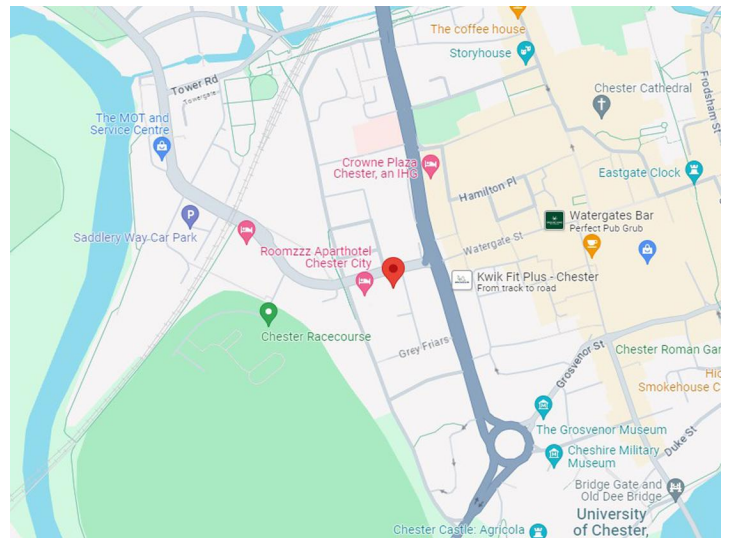 The coffee house
Storyhouse
Tower Rd
Towergate
Chester Cathedral
Frodsham St
The MOT and
Service Centre
Crowne Plaza
Chester, an IHG
Eastgate Clock
Hamilton Pl
Watergates Bar
Perfect Pub Grub
P
Saddlery Way Car Park
Watergate St
Roomzzz Aparthotel
Chester City
Kwik Fit Plus - Chester
From track to road
Chester Racecourse
Grey Friars
Grosvenor St
Chester Roman Gar
Hic
Smokehouse C
The Grosvenor Museum
Duke St
Cheshire Military
Museum
Bridge Gate and
Old Dee Bridge
University
of Chester,
Chester Castle: Agricola